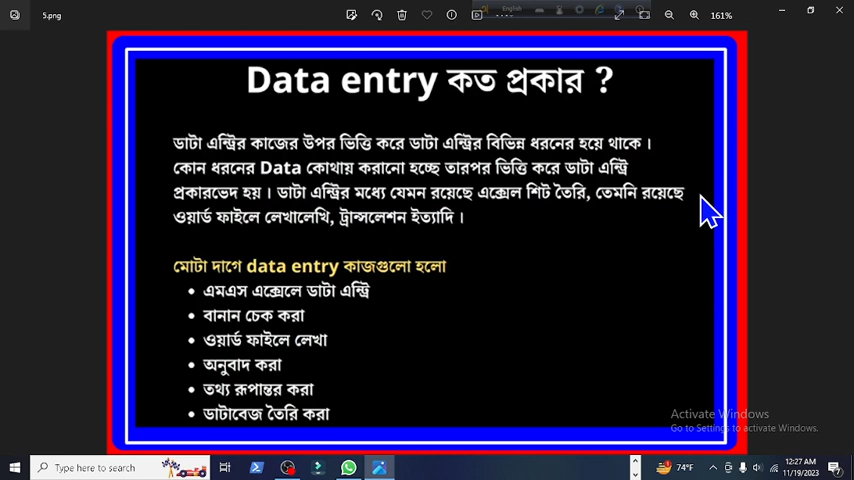 5.png
English
161%
Data entry কত প্রকার ?
ডাটা এন্ট্রির কাজের উপর ভিত্তি করে ডাটা এন্ট্রির বিভিন্ন ধরনের হয়ে থাকে ।
কোন ধরনের Data কোথায় করানো হচ্ছে তারপর ভিত্তি করে ডাটা এন্ট্রি
প্রকারভেদ হয় । ডাটা এন্ট্রির মধ্যে যেমন রয়েছে এক্সেল শিট তৈরি, তেমনি রয়েছে
ওয়ার্ড ফাইলে লেখালেখি, ট্রান্সলেশন ইত্যাদি ।
মোটা দাগে data entry কাজগুলো হলো
• এমএস এক্সেলে ডাটা এন্ট্রি
• বানান চেক করা
• ওয়ার্ড ফাইলে লেখা
• অনুবাদ করা
• তথ্য রূপান্তর করা
• ডাটাবেজ তৈরি করা
Activate Windows
Go to Settings to activate Windows.
Type here to search
74°F
12:27 AM
11/19/2023
7